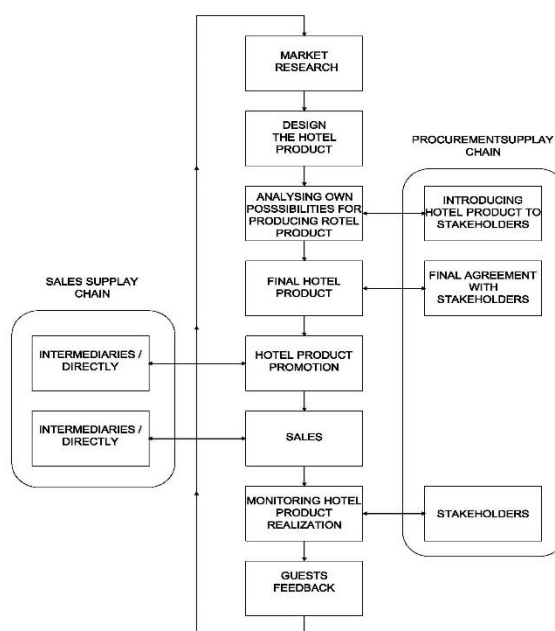 MARKET
RESEARCH
DESIGN
THE HOTEL
PRODUCT
PROCUREMENTSUPPLAY
CHAIN
ANALYSING OWN
POSSSIBILITIES FOR
PRODUCING ROTEL
PRODUCT
INTRODUCING
HOTEL PRODUCT TO
STAKEHOLDERS
SALES SUPPLAY
CHAIN
FINAL HOTEL
PRODUCT
FINAL AGREEMENT
WITH
STAKEHOLDERS
INTERMEDIARIES /
DIRECTLY
HOTEL PRODUCT
PROMOTION
INTERMEDIARIES /
DIRECTLY
SALES
MONITORING HOTEL
PRODUCT
REALIZATION
STAKEHOLDERS
GUESTS
FEEDBACK